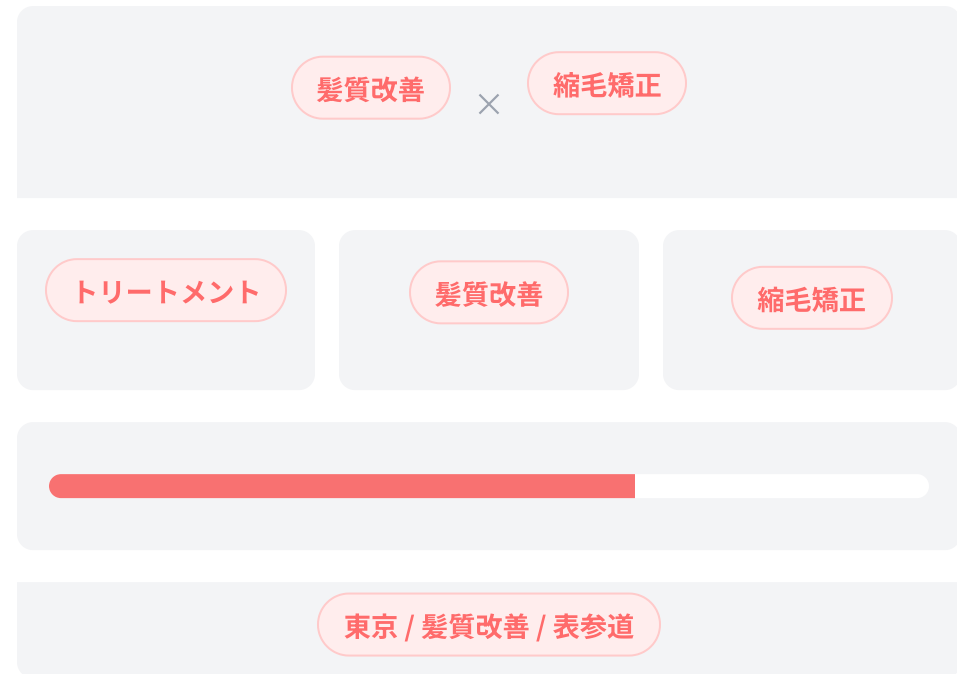 髪質改善 × 縮毛矯正
トリートメント 髪質改善 縮毛矯正
東京 / 髪質改善 / 表参道